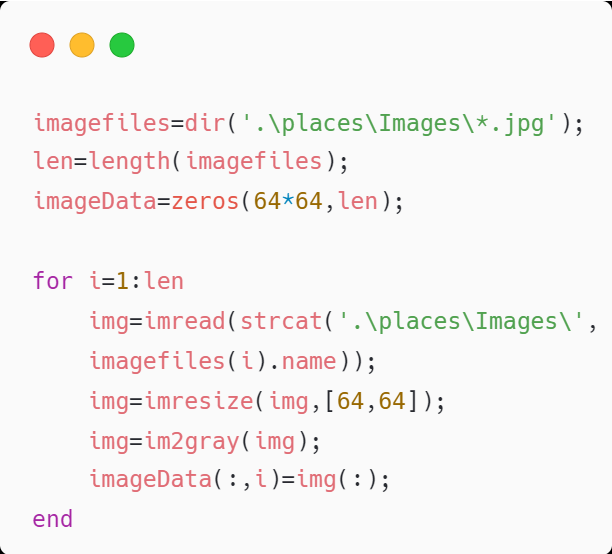 imagefiles=dir('.\places\Images\*.jpg');
len=length(imagefiles);
imageData=zeros(64*64,len);
for i=1:len
img=imread(strcat('.\places\Images\',
imagefiles(i).name));
img=imresize(img,[64,64]);
img=im2gray(img);
imageData(:,i)=img(:);
end